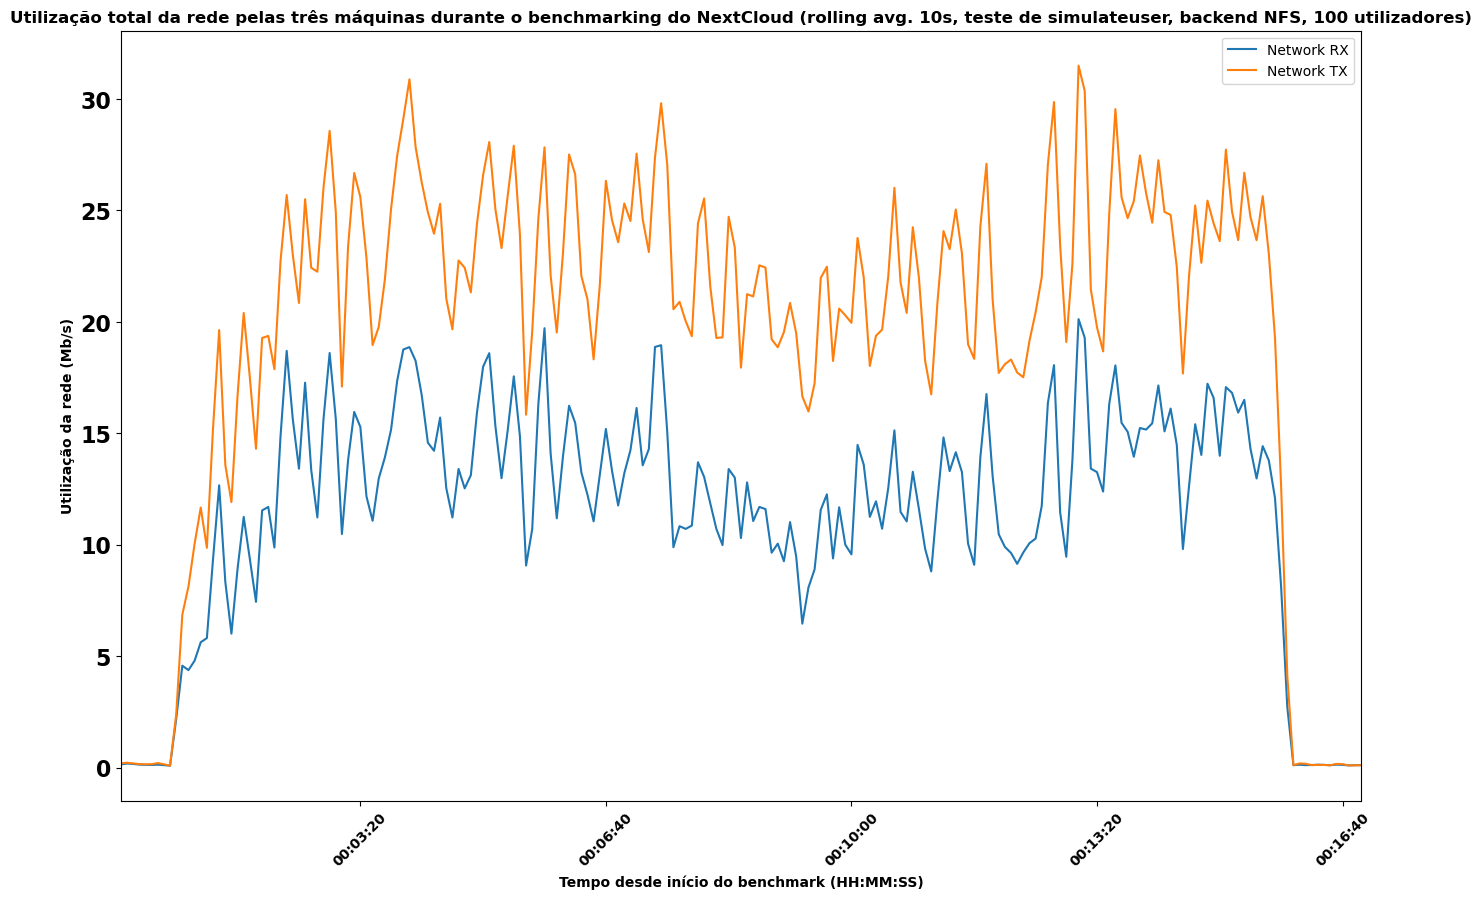 Utilização total da rede pelas três máquinas durante o benchmarking do NextCloud (rolling avg. 10s, teste de simulateuser, backend NFS, 100 utilizadores)
Network RX
Network TX
Utilização da rede (Mb/s)
30
25
20
15
10
5
0
00:03:20
00:06:40
00:10:00
00:13:20
00:16:40
Tempo desde início do benchmark (HH:MM:SS)